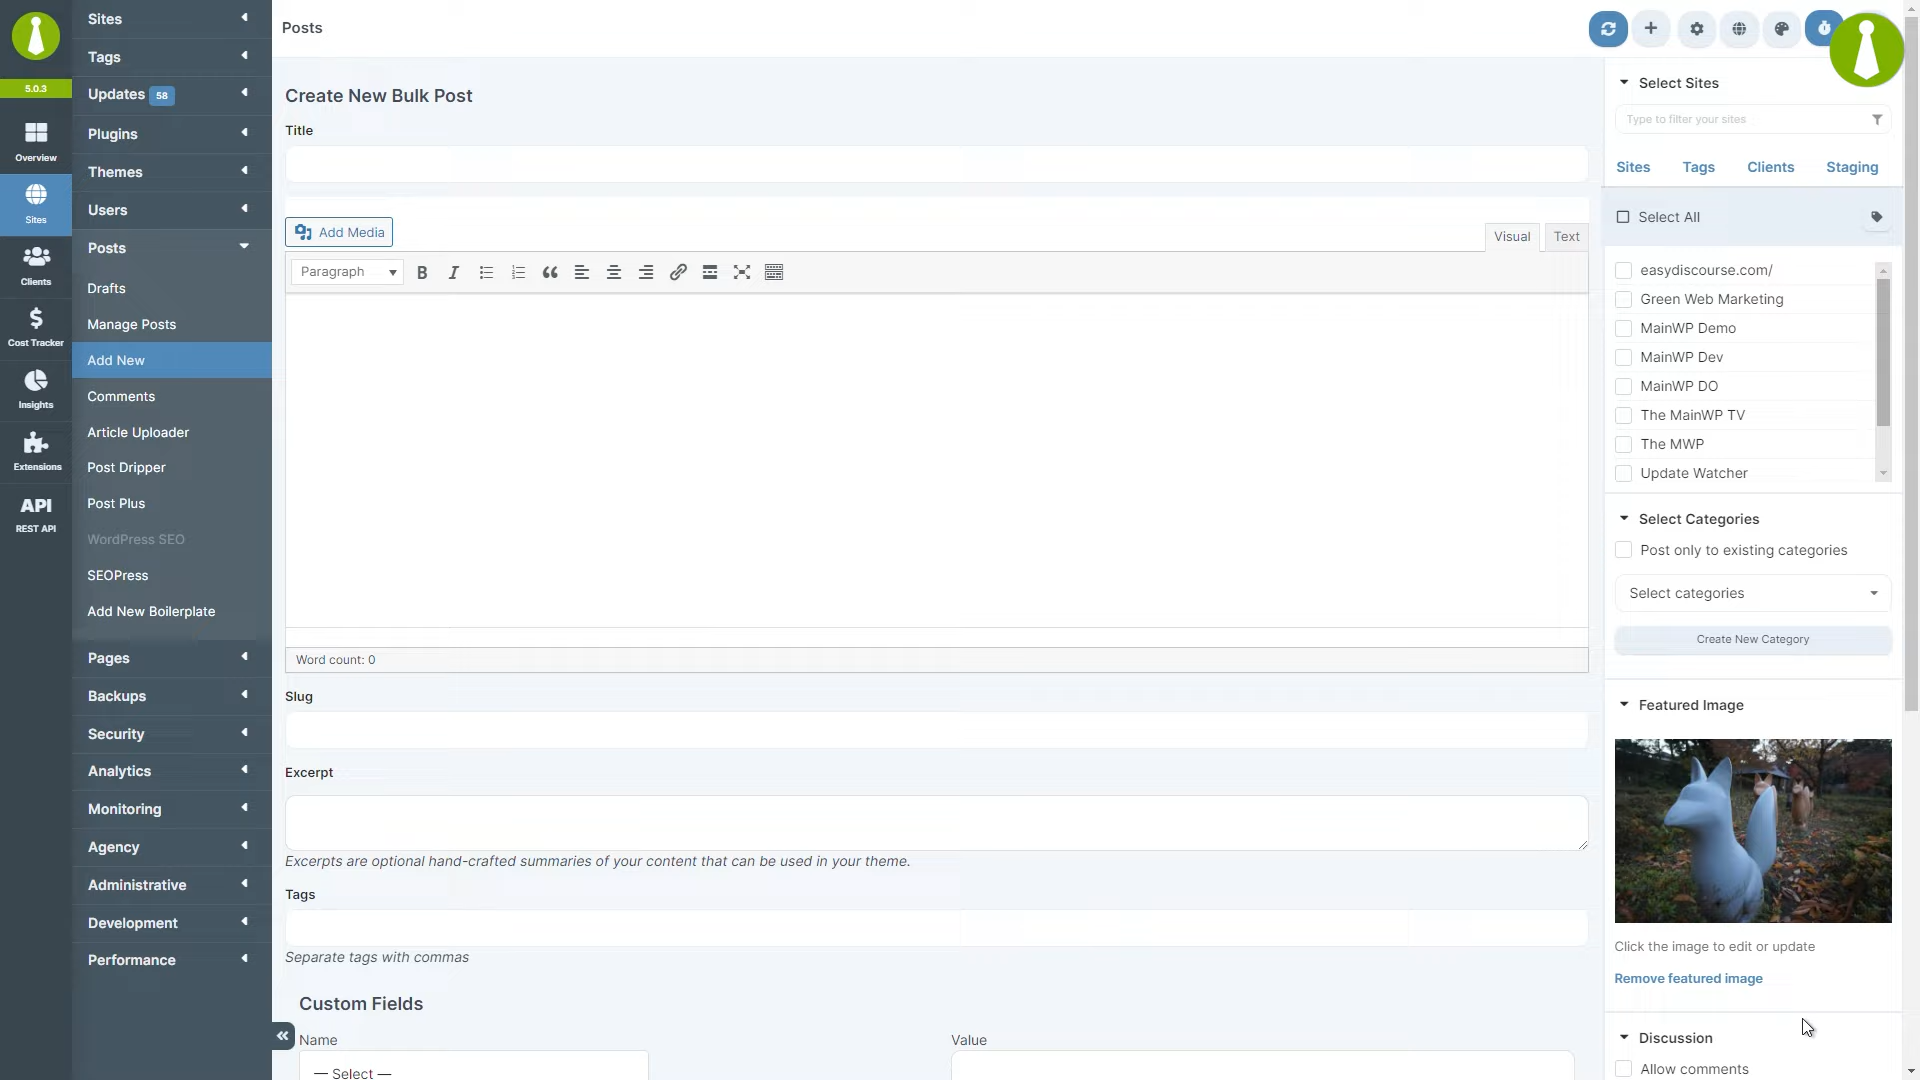 5.0.3
Overview
Sites
Clients
Cost Tracker
Insights
Extensions
API
REST API
Sites
Tags
Updates 58
Plugins
Themes
Users
Posts
Drafts
Manage Posts
Add New
Comments
Article Uploader
Post Dripper
Post Plus
WordPress SEO
SEOPress
Add New Boilerplate
Pages
Backups
Security
Analytics
Monitoring
Agency
Administrative
Development
Performance
Posts
Create New Bulk Post
Title
Add Media
Visual Text
Paragraph
Word count: 0
Slug
Excerpt
Excerpts are optional hand-crafted summaries of your content that can be used in your theme.
Tags
Separate tags with commas
Custom Fields
Name Value
— Select —
Select Sites
Type to filter your sites
Sites Tags Clients Staging
Select All
easydiscourse.com/
Green Web Marketing
MainWP Demo
MainWP Dev
MainWP DO
The MainWP TV
The MWP
Update Watcher
Select Categories
Post only to existing categories
Select categories
Create New Category
Featured Image
Click the image to edit or update
Remove featured image
Discussion
Allow comments